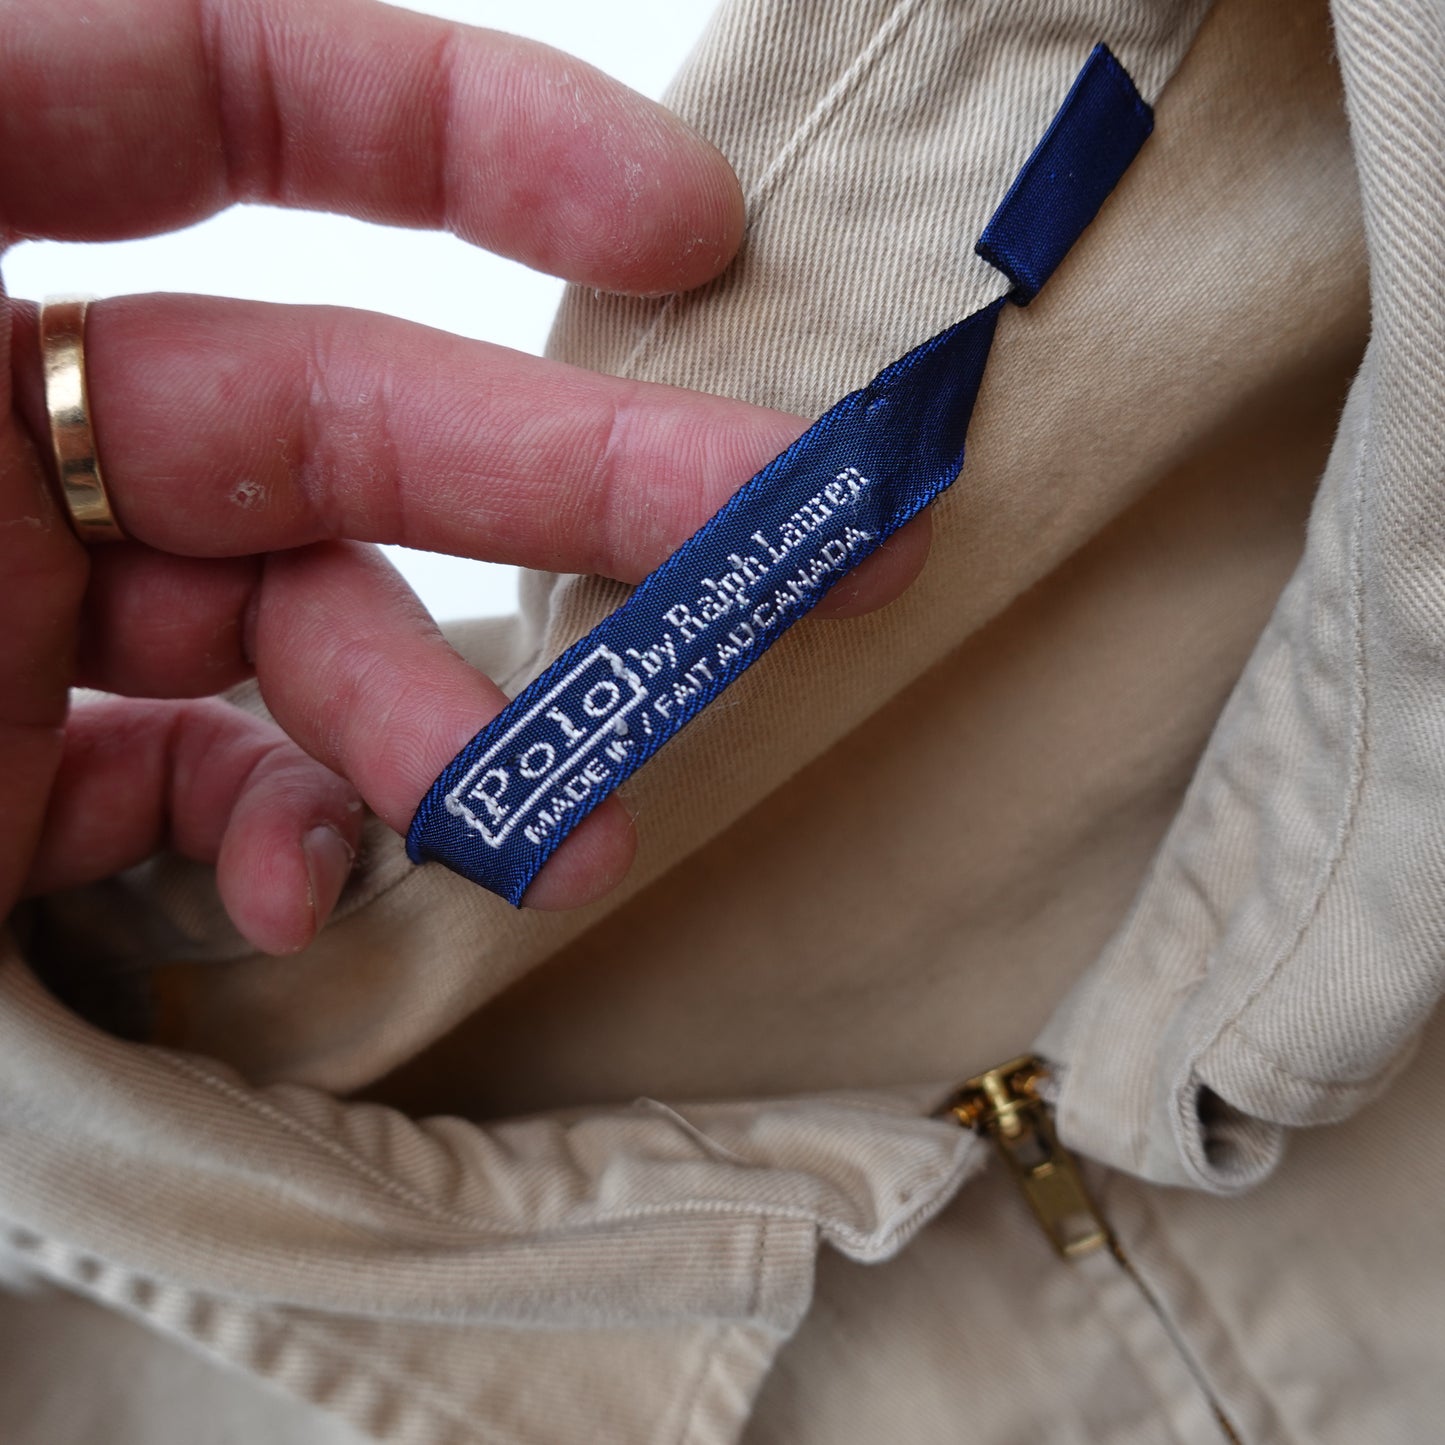 Polo by Ralph Lauren
MADE IN / FAIT AU CANADA